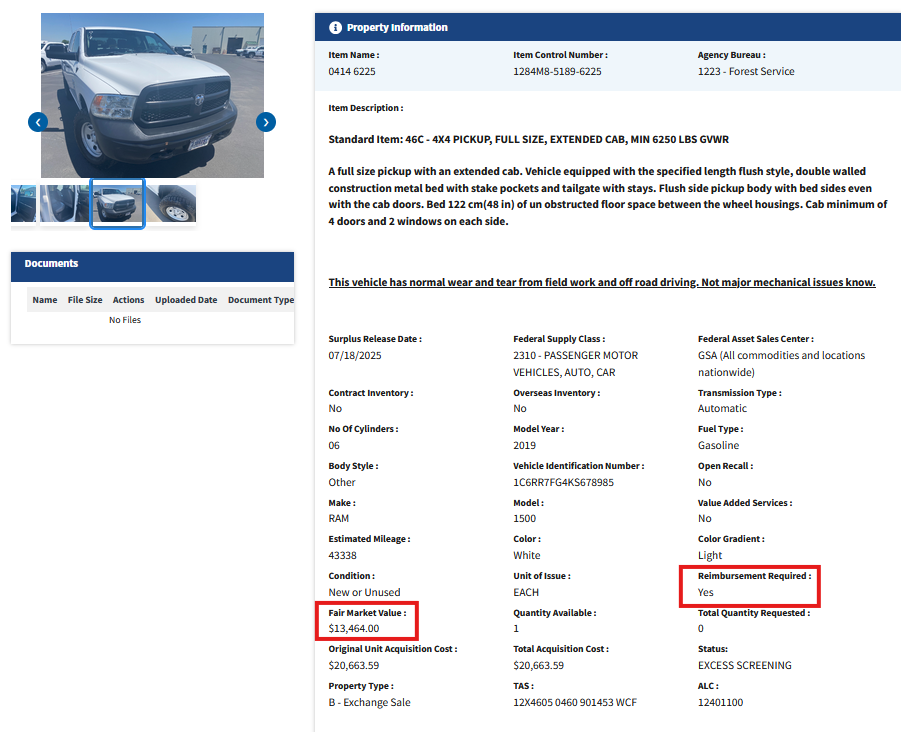 Property Information
Item Name :
Item Control Number :
Agency Bureau :
0414 6225
1284M8-5189-6225
1223 - Forest Service
Item Description :
Standard Item: 46C - 4X4 PICKUP, FULL SIZE, EXTENDED CAB, MIN 6250 LBS GVWR
A full size pickup with an extended cab. Vehicle equipped with the specified length flush style, double walled
construction metal bed with stake pockets and tailgate with stays. Flush side pickup body with bed sides even
with the cab doors. Bed 122 cm(48 in) of un obstructed floor space between the wheel housings. Cab minimum of
4 doors and 2 windows on each side.
Documents
Name File Size Actions Uploaded Date Document Type
No Files
This vehicle has normal wear and tear from field work and off road driving. Not major mechanical issues know.
Surplus Release Date :
Federal Supply Class :
Federal Asset Sales Center :
07/18/2025
2310 - PASSENGER MOTOR
VEHICLES, AUTO, CAR
GSA (All commodities and locations
nationwide)
Contract Inventory :
Overseas Inventory :
Transmission Type :
No
No
Automatic
No Of Cylinders :
Model Year :
Fuel Type :
06
2019
Gasoline
Body Style :
Vehicle Identification Number :
Open Recall :
Other
1C6RR7FG4KS678985
No
Make :
Model :
Value Added Services :
RAM
1500
No
Estimated Mileage :
Color :
Color Gradient :
43338
White
Light
Condition :
Unit of Issue :
Reimbursement Required :
New or Unused
EACH
Yes
Fair Market Value :
Quantity Available :
Total Quantity Requested :
$13,464.00
1
0
Original Unit Acquisition Cost :
Total Acquisition Cost :
Status:
$20,663.59
$20,663.59
EXCESS SCREENING
Property Type :
TAS :
ALC :
B - Exchange Sale
12X4605 0460 901453 WCF
12401100